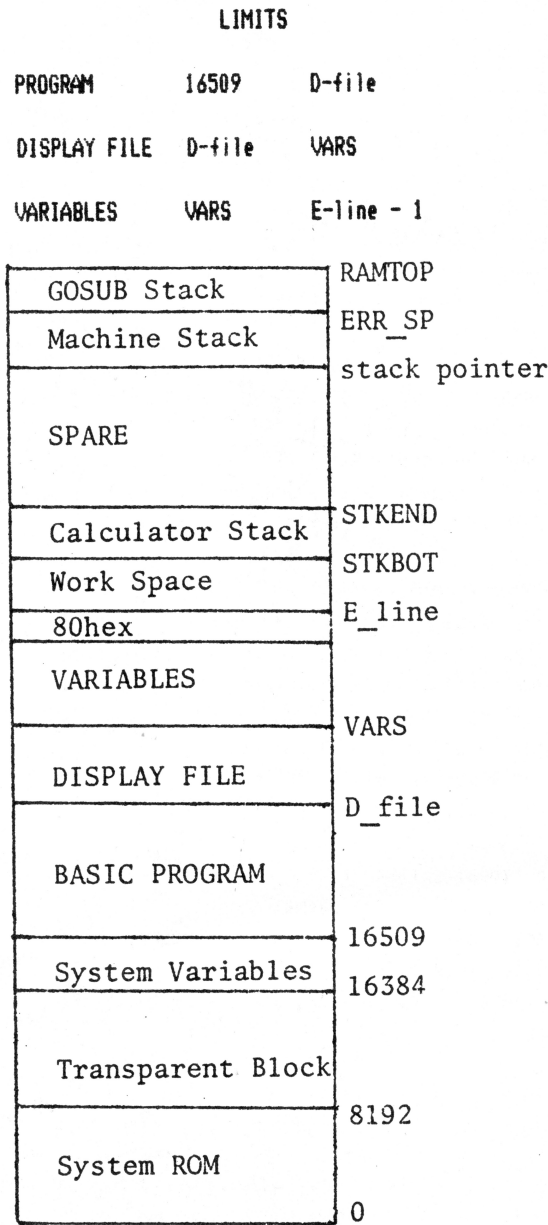 LIMITS
PROGRAM 16509 D-file
DISPLAY FILE D-file VARS
VARIABLES VARS E-line - 1
RAMTOP
GOSUB Stack
ERR_SP
Machine Stack
stack pointer
SPARE
STKEND
Calculator Stack
STKBOT
Work Space
E_line
80hex
VARIABLES
VARS
DISPLAY FILE
D_file
BASIC PROGRAM
16509
System Variables
16384
Transparent Block
8192
System ROM
0